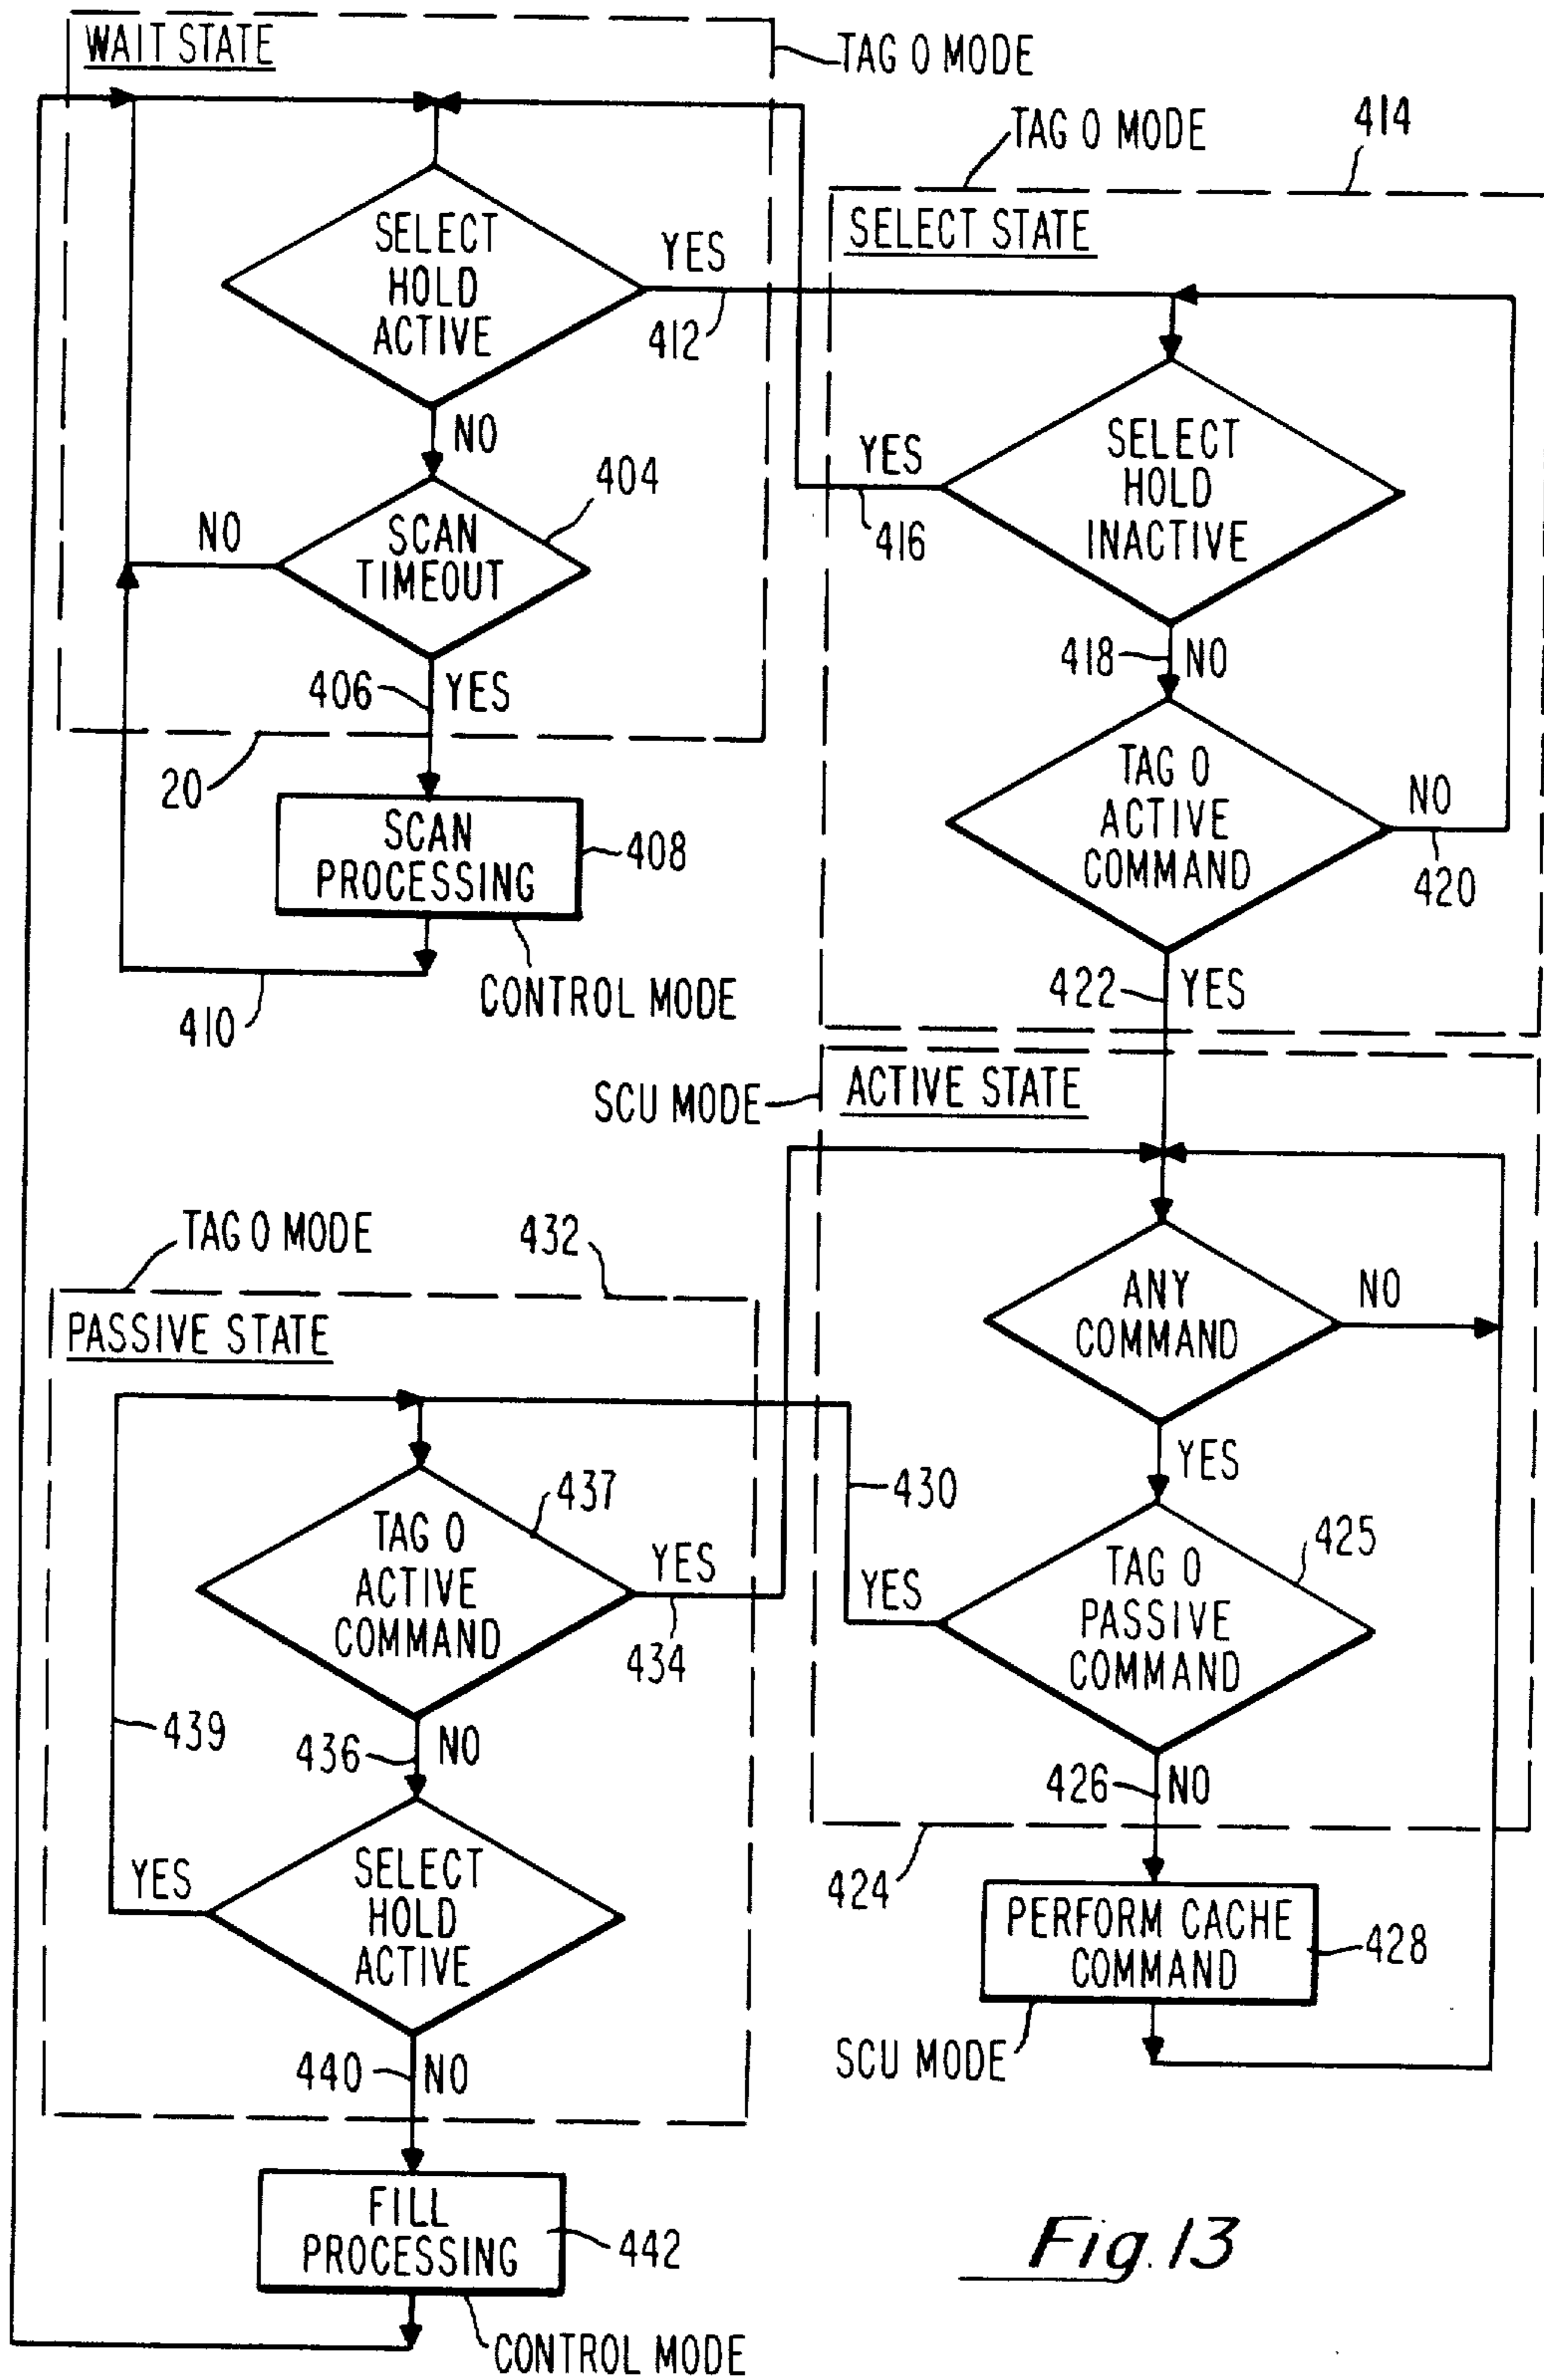 WAIT STATE
TAG 0 MODE
TAG 0 MODE
414
SELECT STATE
SELECT
HOLD
ACTIVE
YES
412
NO
404
SCAN
TIMEOUT
NO
406
YES
20
SCAN
PROCESSING
408
CONTROL MODE
410
SELECT
HOLD
INACTIVE
YES
416
418
NO
TAG 0
ACTIVE
COMMAND
NO
420
422
YES
SCU MODE
ACTIVE STATE
ANY
COMMAND
NO
YES
TAG 0
PASSIVE
COMMAND
425
YES
430
426
NO
424
PERFORM CACHE
COMMAND
428
SCU MODE
TAG 0 MODE
432
PASSIVE STATE
TAG 0
ACTIVE
COMMAND
437
YES
434
439
436
NO
SELECT
HOLD
ACTIVE
YES
440
NO
FILL
PROCESSING
442
CONTROL MODE
Fig. 13